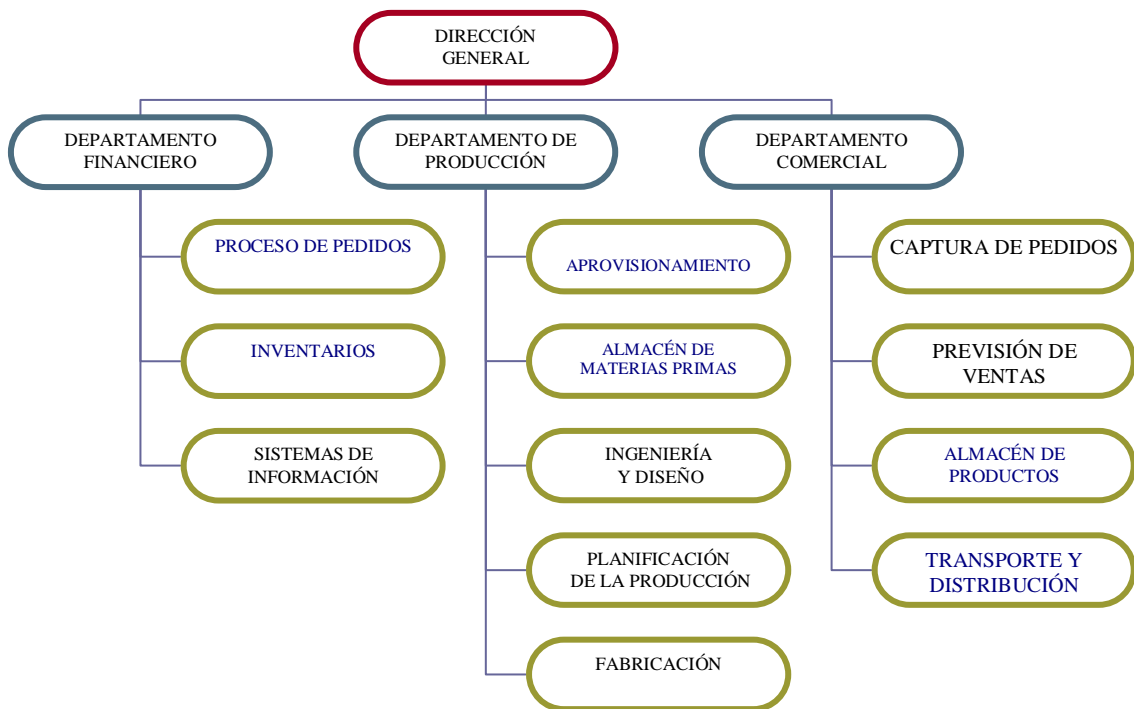 DIRECCIÓN
GENERAL
DEPARTAMENTO
FINANCIERO
DEPARTAMENTO DE
PRODUCCIÓN
DEPARTAMENTO
COMERCIAL
PROCESO DE PEDIDOS
INVENTARIOS
SISTEMAS DE
INFORMACIÓN
APROVISIONAMIENTO
ALMACÉN DE
MATERIAS PRIMAS
INGENIERÍA
Y DISEÑO
PLANIFICACIÓN
DE LA PRODUCCIÓN
FABRICACIÓN
CAPTURA DE PEDIDOS
PREVISIÓN DE
VENTAS
ALMACÉN DE
PRODUCTOS
TRANSPORTE Y
DISTRIBUCIÓN